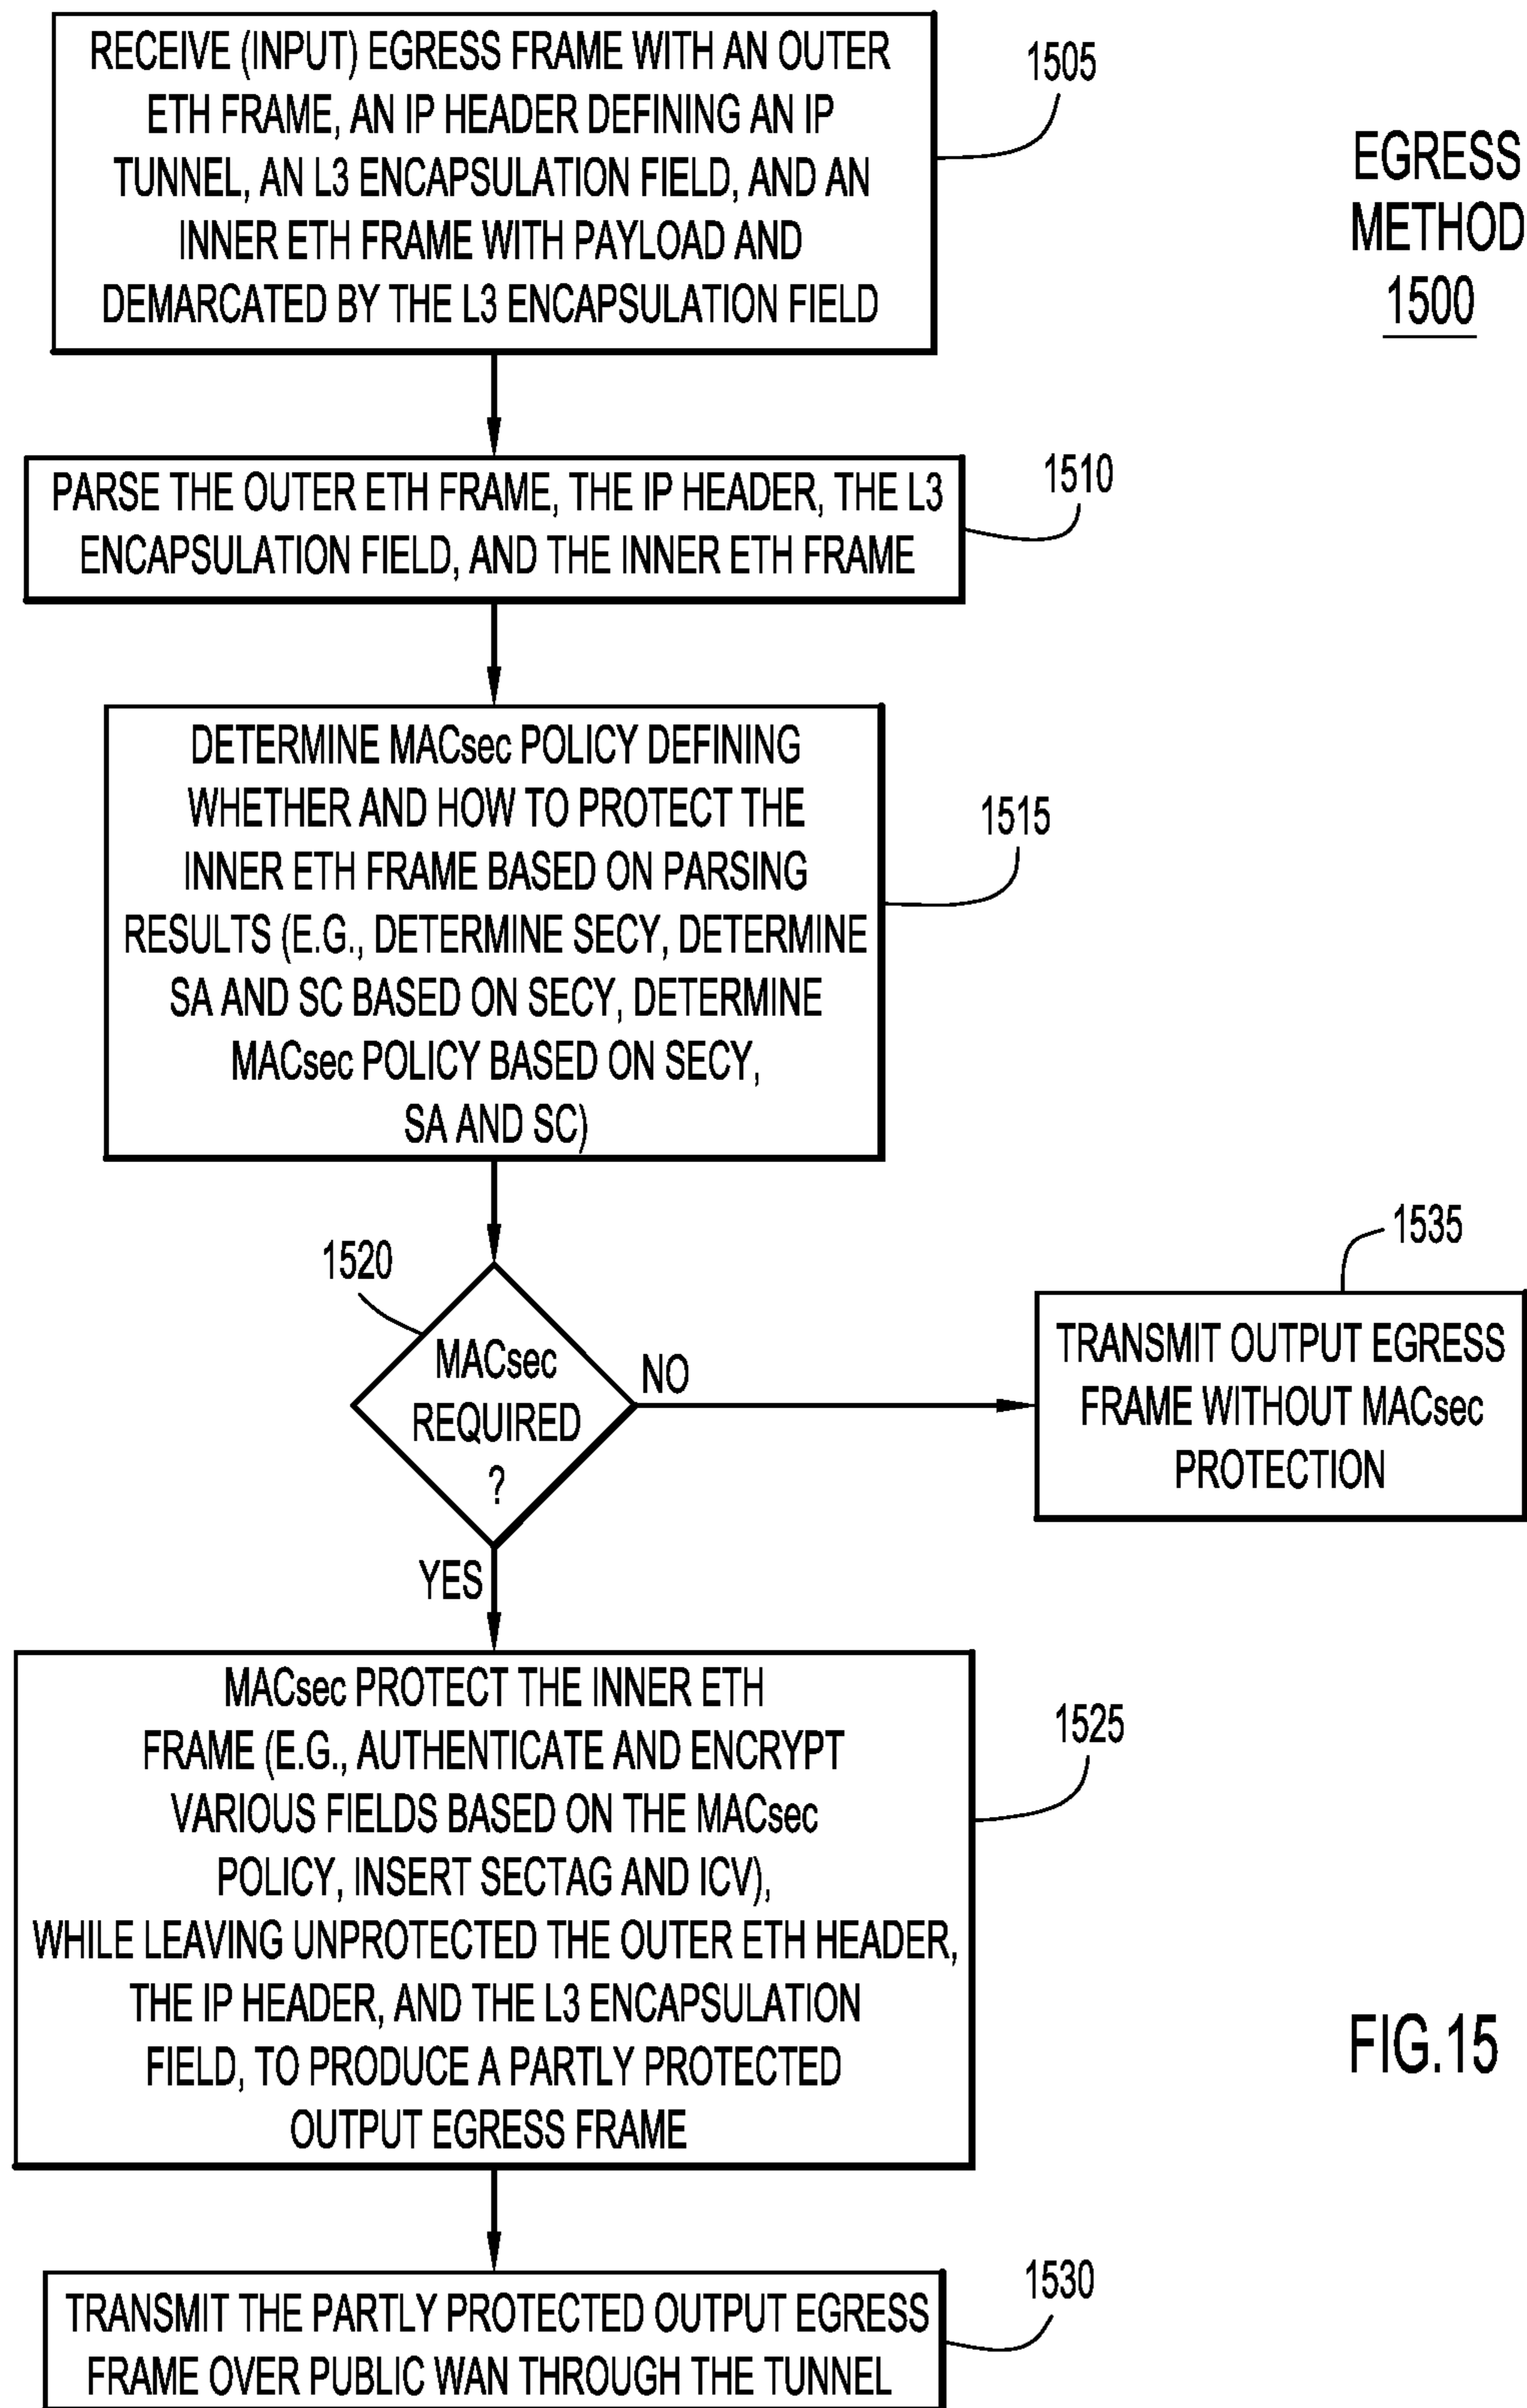 RECEIVE (INPUT) EGRESS FRAME WITH AN OUTER
ETH FRAME, AN IP HEADER DEFINING AN IP
TUNNEL, AN L3 ENCAPSULATION FIELD, AND AN
INNER ETH FRAME WITH PAYLOAD AND
DEMARCATED BY THE L3 ENCAPSULATION FIELD
1505
EGRESS
METHOD
1500
PARSE THE OUTER ETH FRAME, THE IP HEADER, THE L3
ENCAPSULATION FIELD, AND THE INNER ETH FRAME
1510
DETERMINE MACsec POLICY DEFINING
WHETHER AND HOW TO PROTECT THE
INNER ETH FRAME BASED ON PARSING
RESULTS (E.G., DETERMINE SECY, DETERMINE
SA AND SC BASED ON SECY, DETERMINE
MACsec POLICY BASED ON SECY,
SA AND SC)
1515
1520
MACsec
REQUIRED
?
NO
YES
1535
TRANSMIT OUTPUT EGRESS
FRAME WITHOUT MACsec
PROTECTION
MACsec PROTECT THE INNER ETH
FRAME (E.G., AUTHENTICATE AND ENCRYPT
VARIOUS FIELDS BASED ON THE MACsec
POLICY, INSERT SECTAG AND ICV),
WHILE LEAVING UNPROTECTED THE OUTER ETH HEADER,
THE IP HEADER, AND THE L3 ENCAPSULATION
FIELD, TO PRODUCE A PARTLY PROTECTED
OUTPUT EGRESS FRAME
1525
FIG.15
TRANSMIT THE PARTLY PROTECTED OUTPUT EGRESS
FRAME OVER PUBLIC WAN THROUGH THE TUNNEL
1530